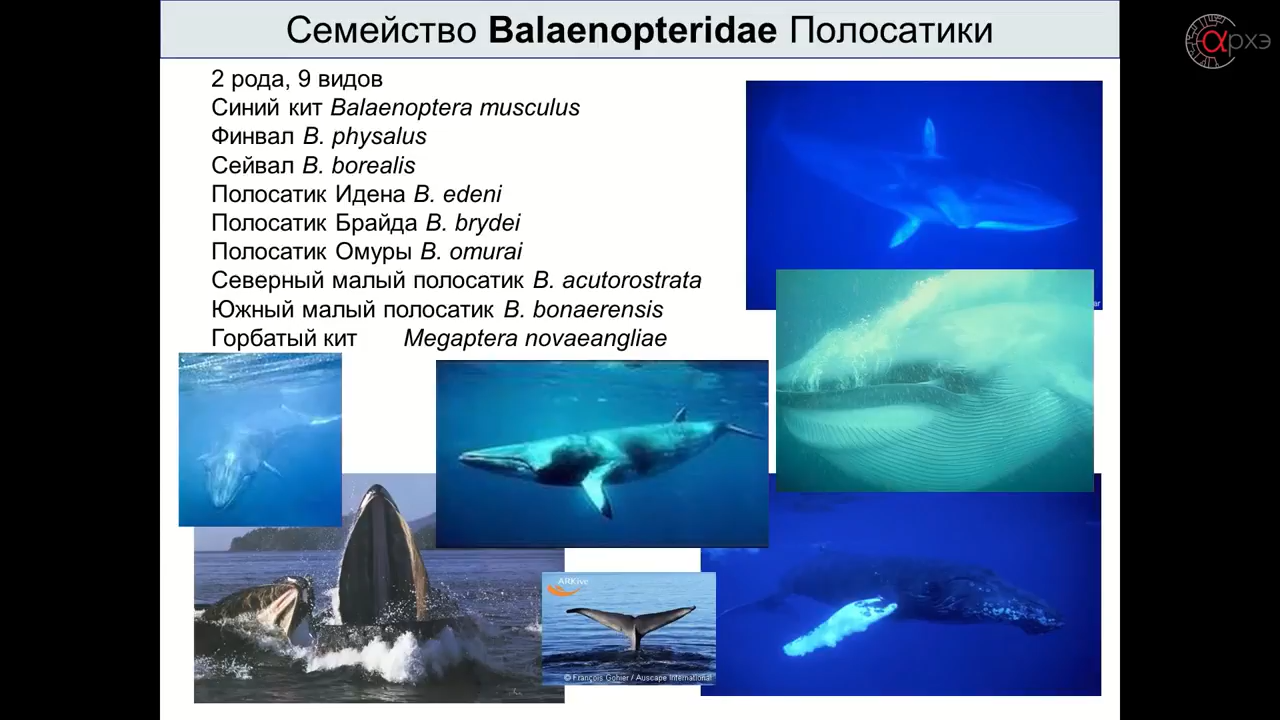 Семейство Balaenopteridae Полосатики
αрхэ
2 рода, 9 видов
Синий кит Balaenoptera musculus
Финвал B. physalus
Сейвал B. borealis
Полосатик Идена B. edeni
Полосатик Брайда B. brydei
Полосатик Омуры B. omurai
Северный малый полосатик B. acutorostrata
Южный малый полосатик B. bonaerensis
Горбатый кит Megaptera novaeangliae
ARKive
© François Gohier / Auscape International